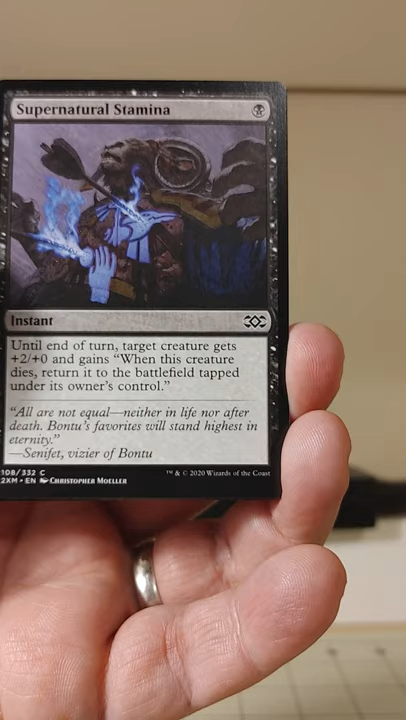 Supernatural Stamina
Instant
Until end of turn, target creature gets
+2/+0 and gains “When this creature
dies, return it to the battlefield tapped
under its owner’s control.”
“All are not equal—neither in life nor after
death. Bontu’s favorites will stand highest in
eternity.”
—Senifet, vizier of Bontu
108/332 C
™ & © 2020 Wizards of the Coast
2XM • EN Christopher Moeller